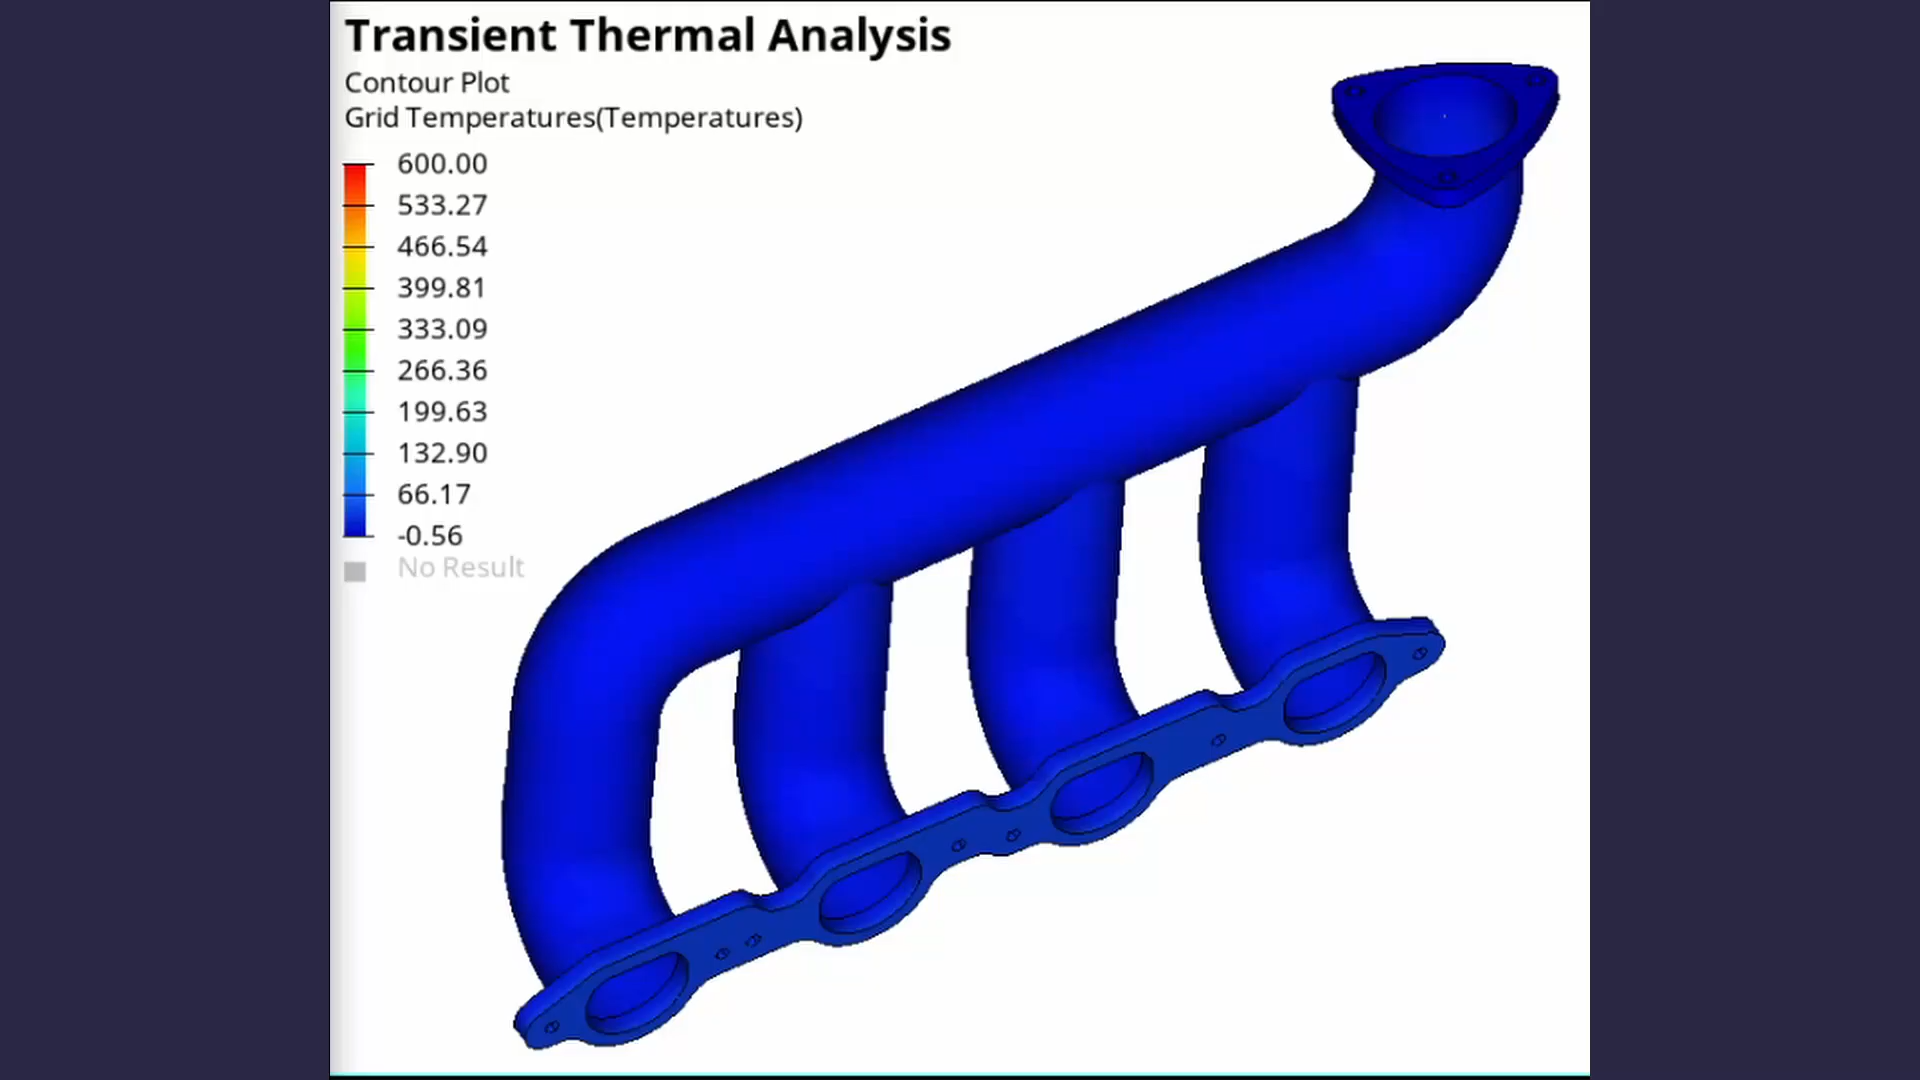 Transient Thermal Analysis
Contour Plot
Grid Temperatures(Temperatures)
600.00
533.27
466.54
399.81
333.09
266.36
199.63
132.90
66.17
-0.56
No Result